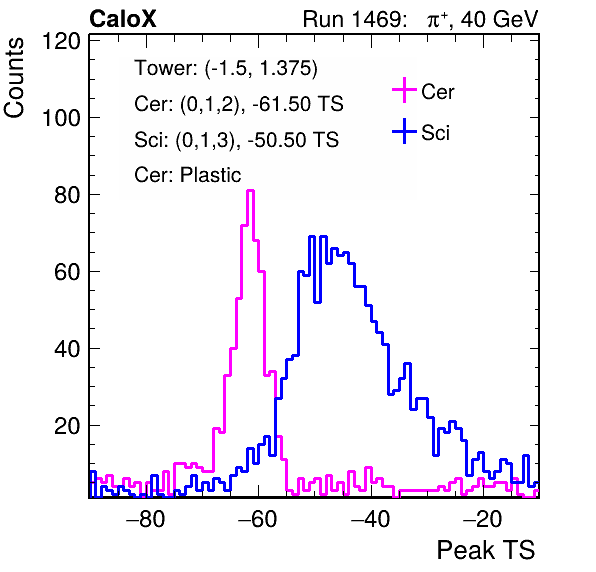 CaloX Run 1469: π⁺, 40 GeV
Counts
120
100
80
60
40
20
Tower: (-1.5, 1.375)
Cer: (0,1,2), -61.50 TS
Sci: (0,1,3), -50.50 TS
Cer: Plastic
Cer
Sci
−80 −60 −40 −20
Peak TS